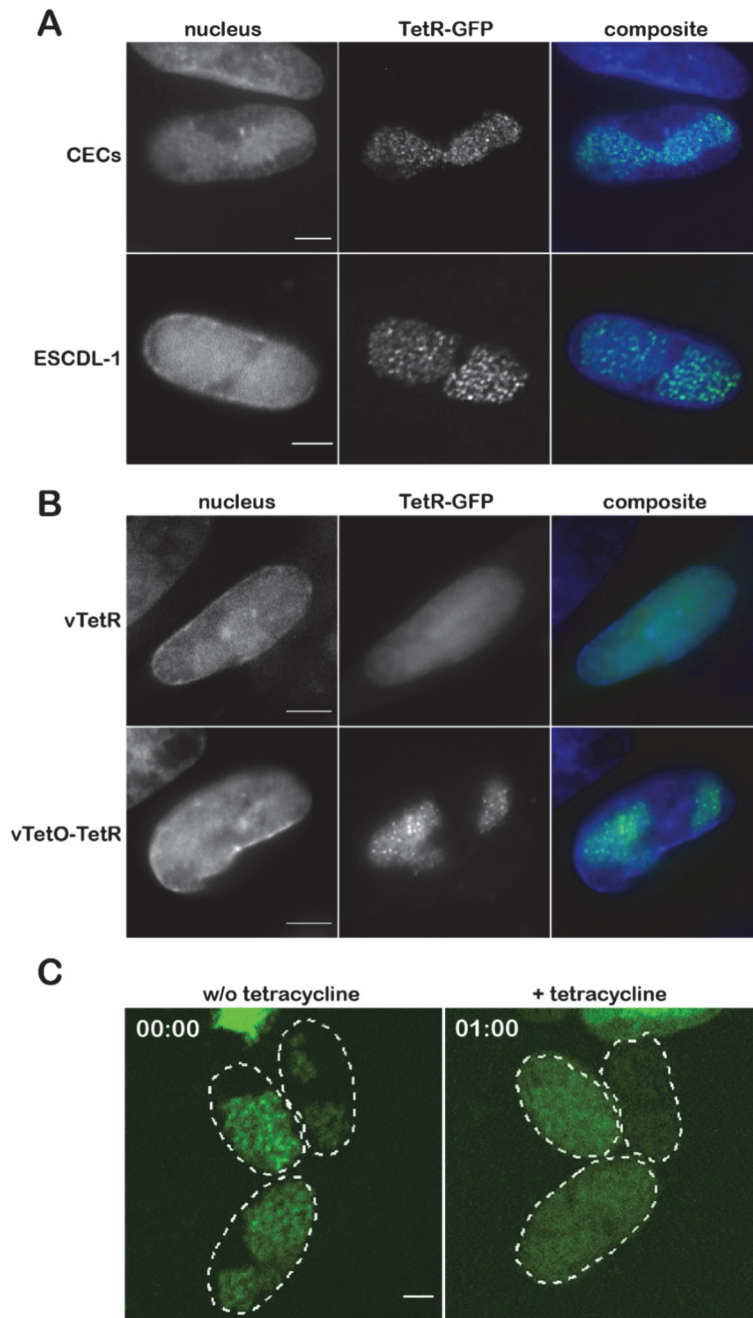 A
nucleus TetR-GFP composite
CECs
ESCDL-1
B
nucleus TetR-GFP composite
vTetR
vTetO-TetR
C
w/o tetracycline + tetracycline
00:00 01:00